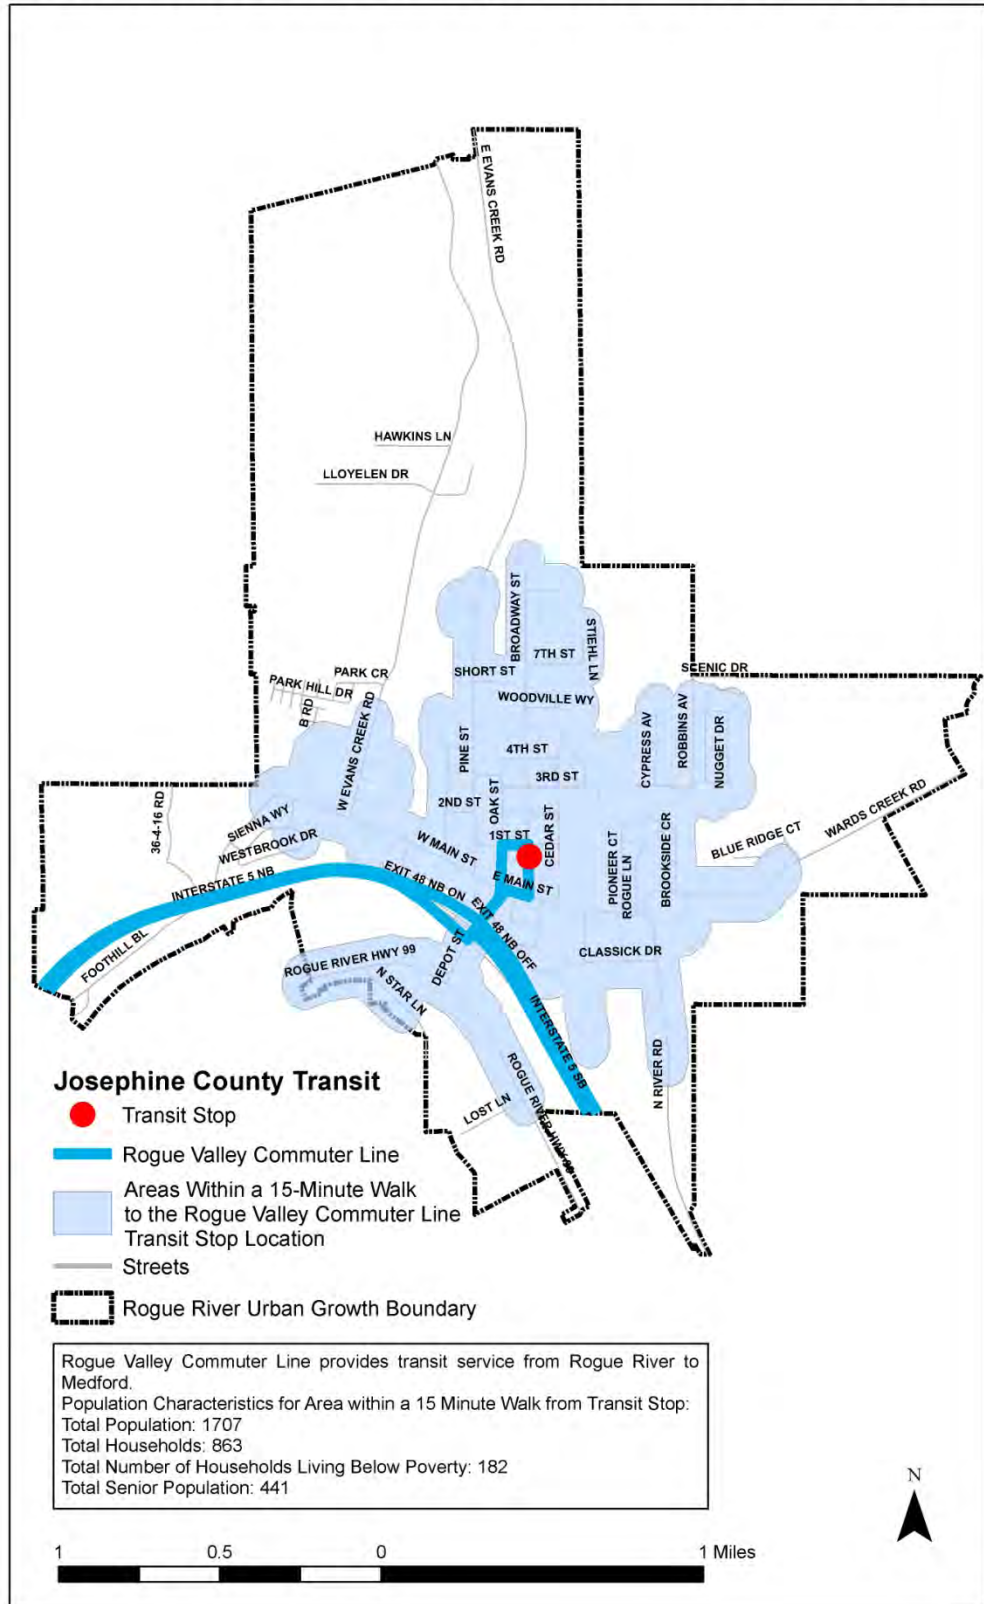 E EVANS CREEK RD
HAWKINS LN
LLOYELEN DR
BROADWAY ST
STIEHL LN
7TH ST
SHORT ST
SCENIC DR
PARK CR
PARK HILL DR
B RD
W EVANS CREEK RD
WOODVILLE WY
CYPRESS AV
ROBBINS AV
NUGGET DR
PINE ST
4TH ST
3RD ST
OAK ST
2ND ST
36-4-16 RD
SIENNA WY
WESTBROOK DR
W MAIN ST
1ST ST
CEDAR ST
E MAIN ST
PIONEER CT
ROGUE LN
BROOKSIDE CR
BLUE RIDGE CT
WARDS CREEK RD
INTERSTATE 5 NB
EXIT 48 NB ON
EXIT 48 NB OFF
FOOTHILL BL
ROGUE RIVER HWY 99
DEPOT ST
N STAR LN
CLASSICK DR
INTERSTATE 5 SB
N RIVER RD
ROGUE RIVER HWY 99
LOST LN
Josephine County Transit
Transit Stop
Rogue Valley Commuter Line
Areas Within a 15-Minute Walk
to the Rogue Valley Commuter Line
Transit Stop Location
Streets
Rogue River Urban Growth Boundary
Rogue Valley Commuter Line provides transit service from Rogue River to
Medford.
Population Characteristics for Area within a 15 Minute Walk from Transit Stop:
Total Population: 1707
Total Households: 863
Total Number of Households Living Below Poverty: 182
Total Senior Population: 441
N
1 0.5 0 1 Miles